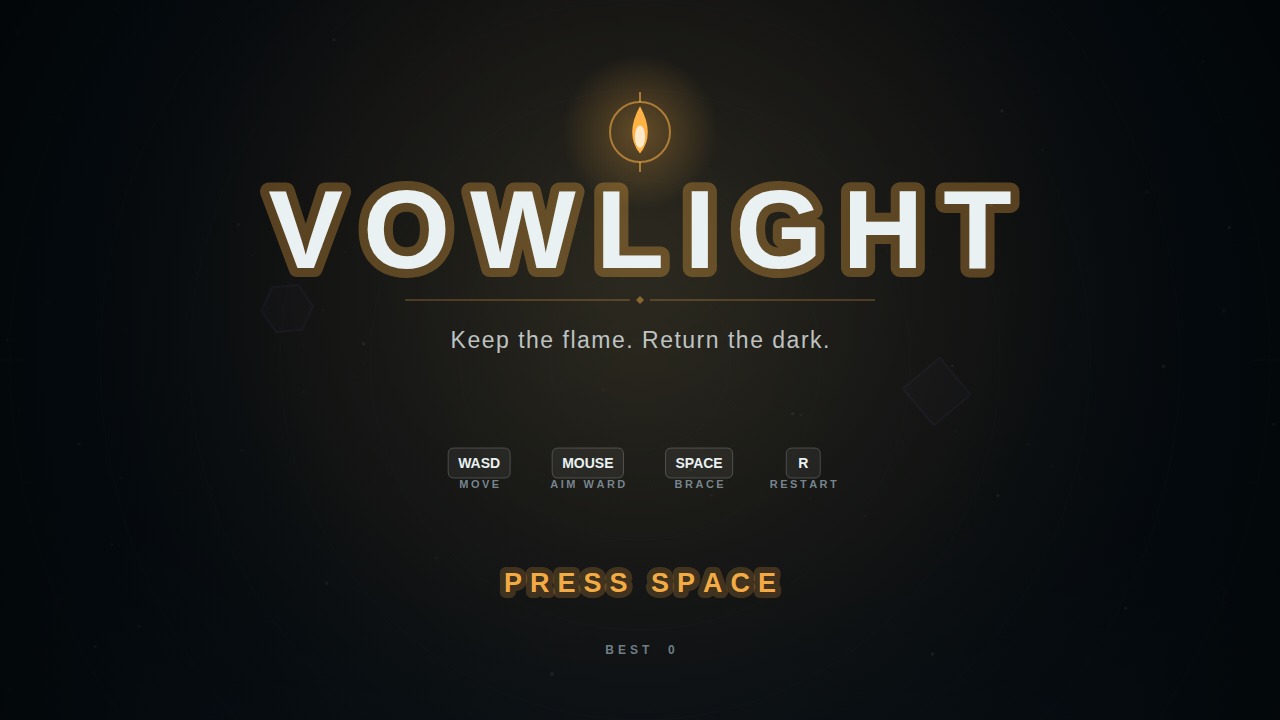 VOWLIGHT
Keep the flame. Return the dark.
WASD MOUSE SPACE R
MOVE AIM WARD BRACE RESTART
PRESS SPACE
BEST 0